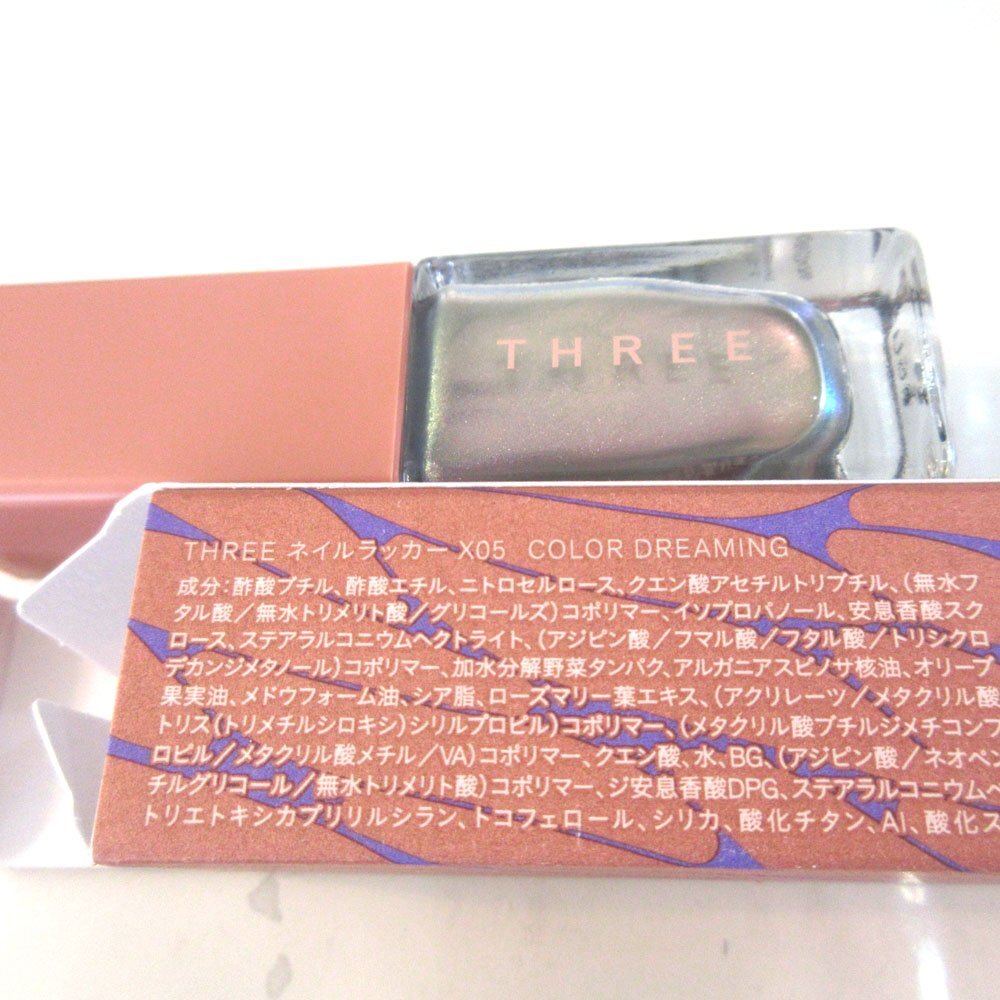 THREE
THREE ネイルラッカー X05 COLOR DREAMING
成分:酢酸ブチル、酢酸エチル、ニトロセルロース、クエン酸アセチルトリブチル、(無水フ
タル酸/無水トリメリト酸/グリコールズ)コポリマー、イソプロパノール、安息香酸スク
ロース、ステアラルコニウムヘクトライト、(アジピン酸/フマル酸/フタル酸/トリシクロ
デカンジメタノール)コポリマー、加水分解野菜タンパク、アルガニアスピノサ核油、オリーブ
果実油、メドウフォーム油、シア脂、ローズマリー葉エキス、(アクリレーツ/メタクリル酸
トリス(トリメチルシロキシ)シリルプロピル)コポリマー、(メタクリル酸ブチルジメチコンプ
ロピル/メタクリル酸メチル/VA)コポリマー、クエン酸、水、BG、(アジピン酸/ネオペン
チルグリコール/無水トリメリト酸)コポリマー、ジ安息香酸DPG、ステアラルコニウムベ
トリエトキシカプリリルシラン、トコフェロール、シリカ、酸化チタン、Al、酸化ス